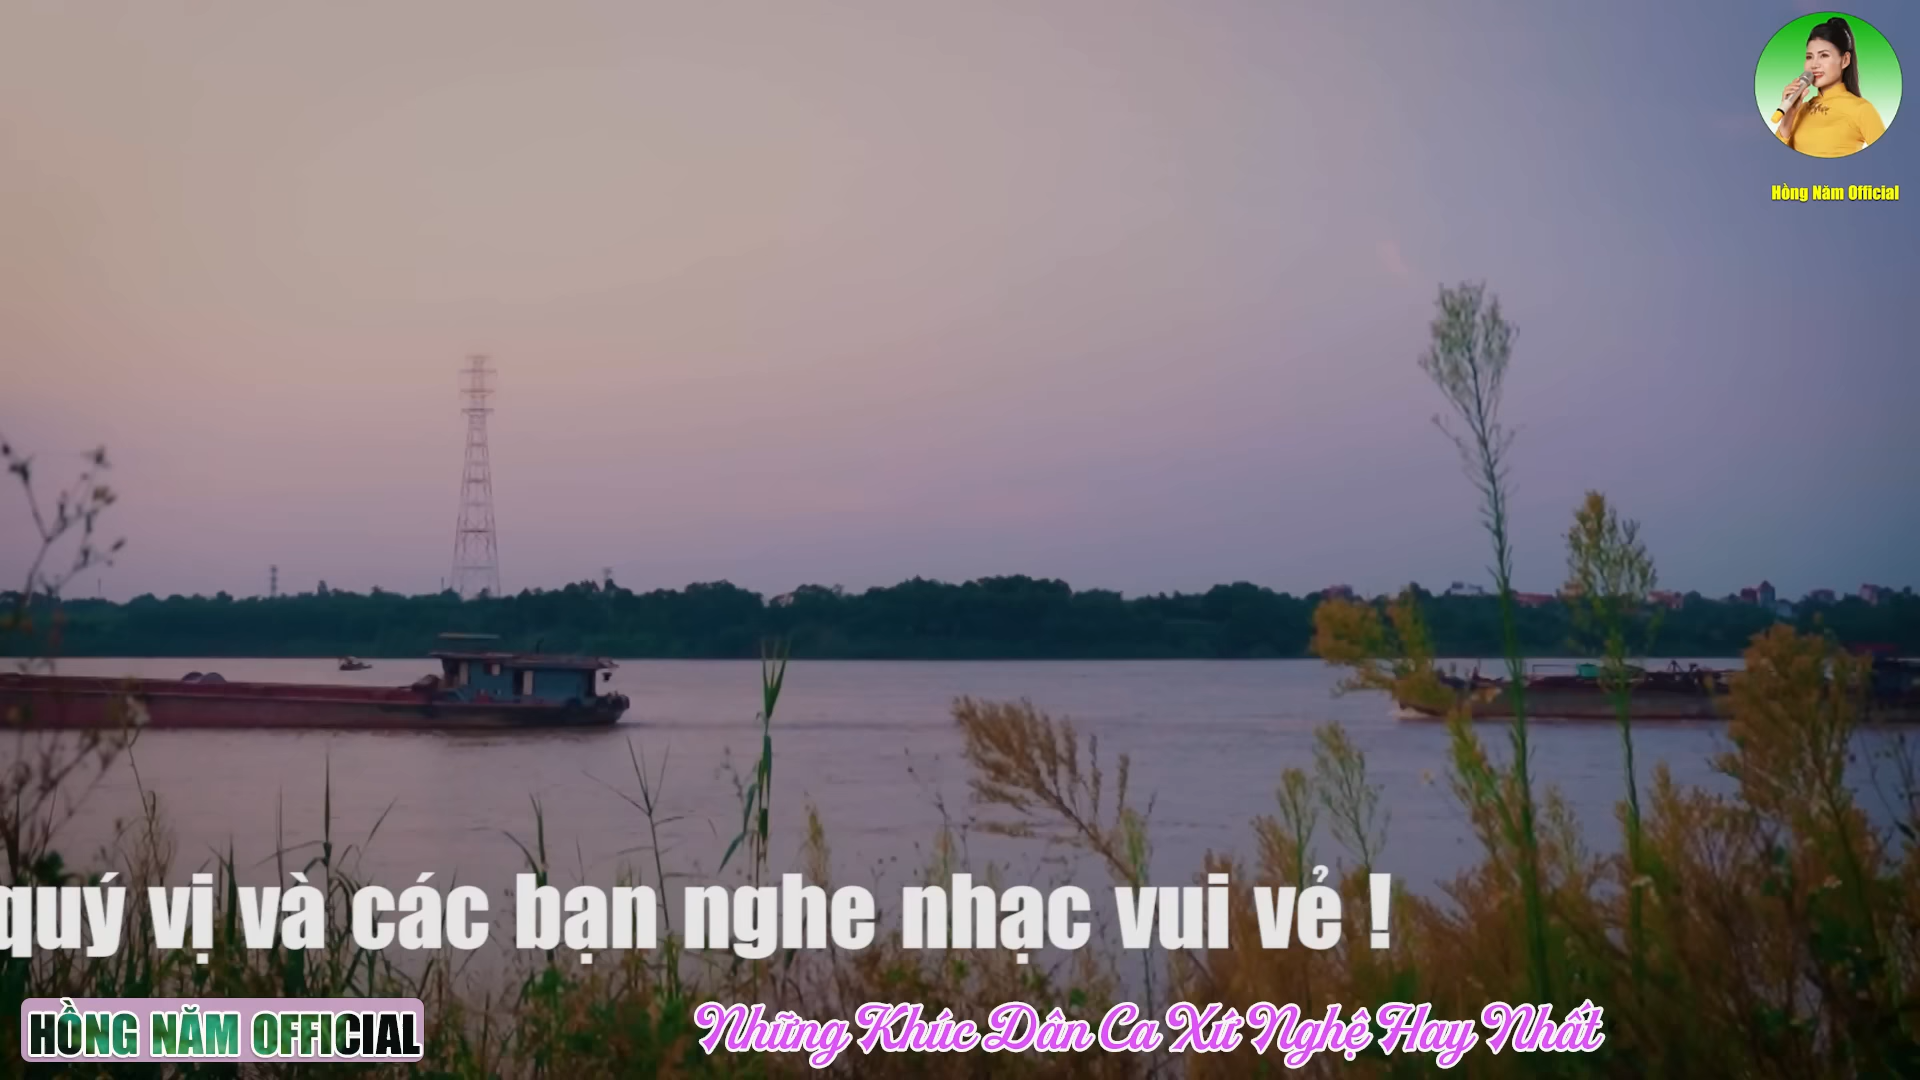 Hồng Năm Official
quý vị và các bạn nghe nhạc vui vẻ !
HỒNG NĂM OFFICIAL
Những Khúc Dân Ca Xứ Nghệ Hay Nhất